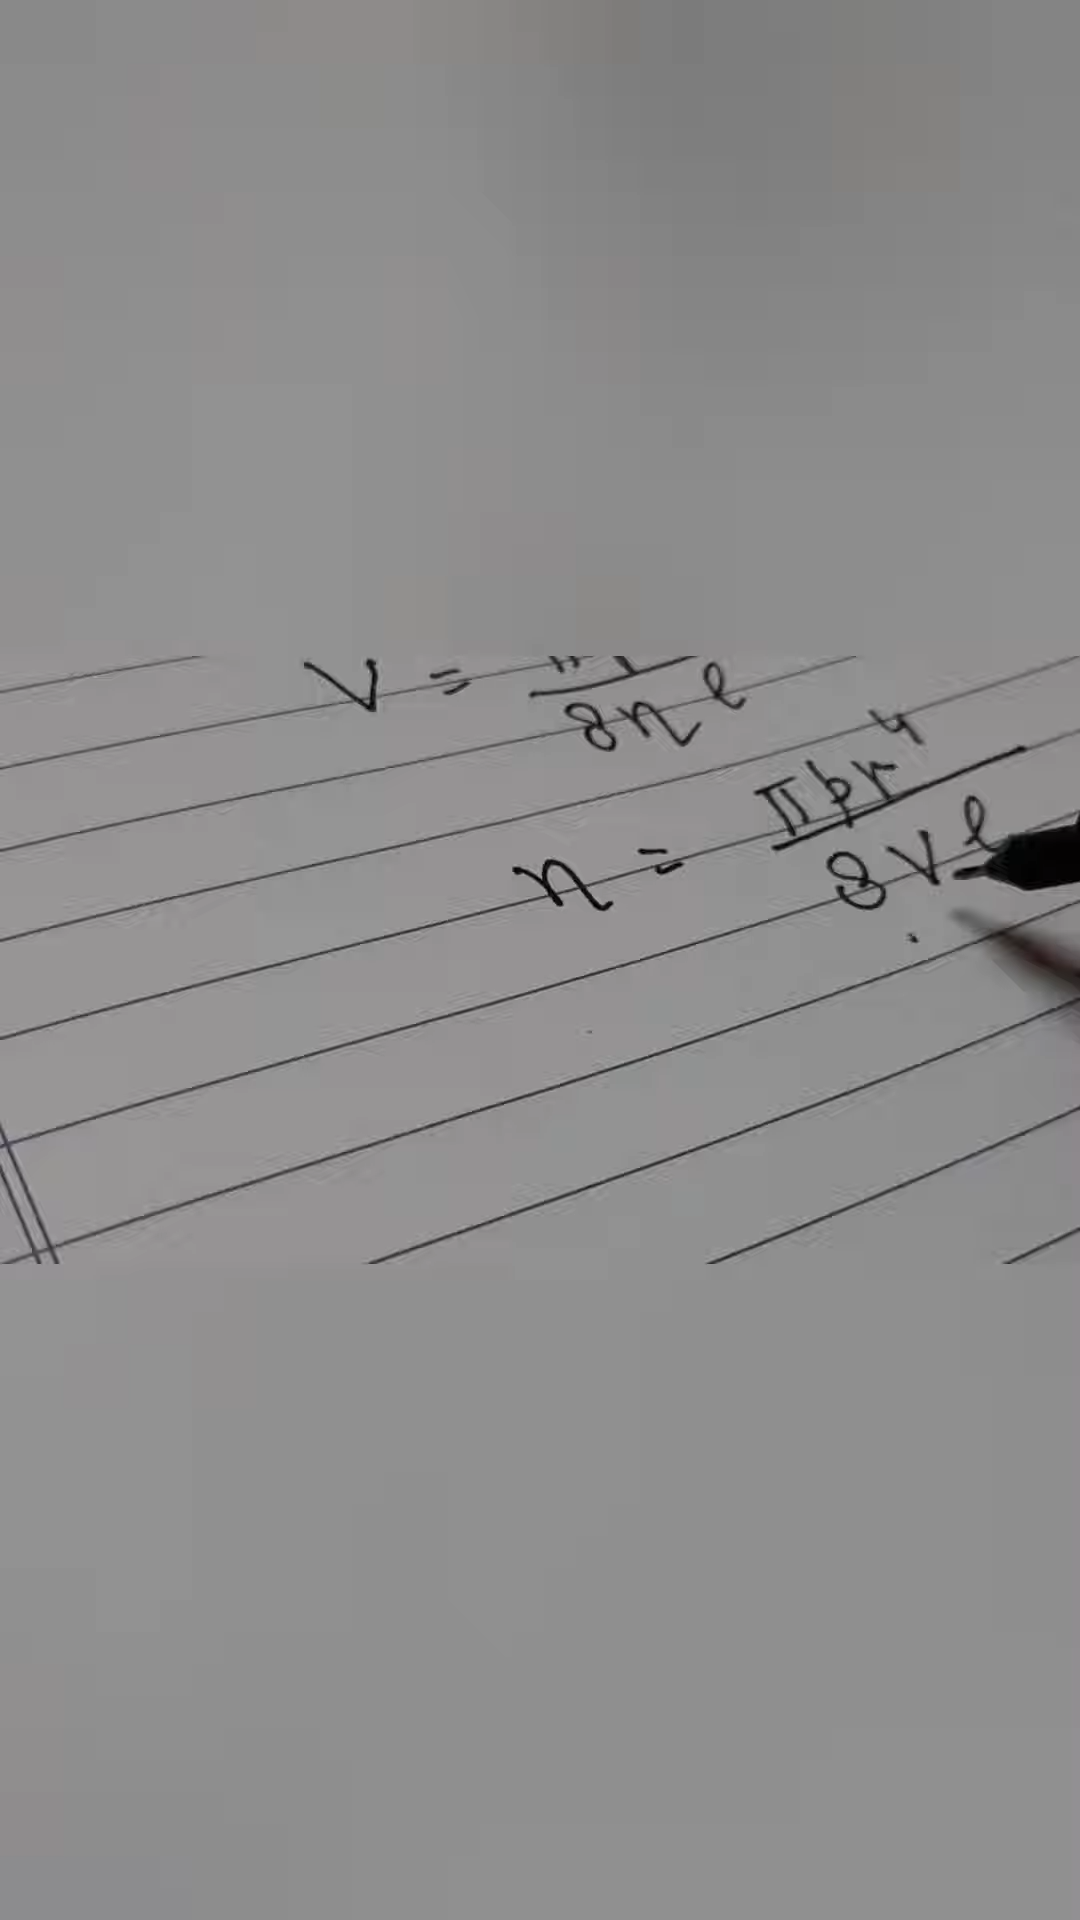 V = π / 8ηl
η = πpr⁴ / 8Vl